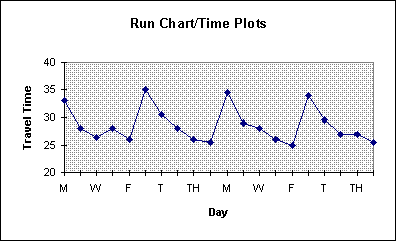 Run Chart/Time Plots
40
35
30
25
20
Travel Time
M W F T TH M W F T TH
Day